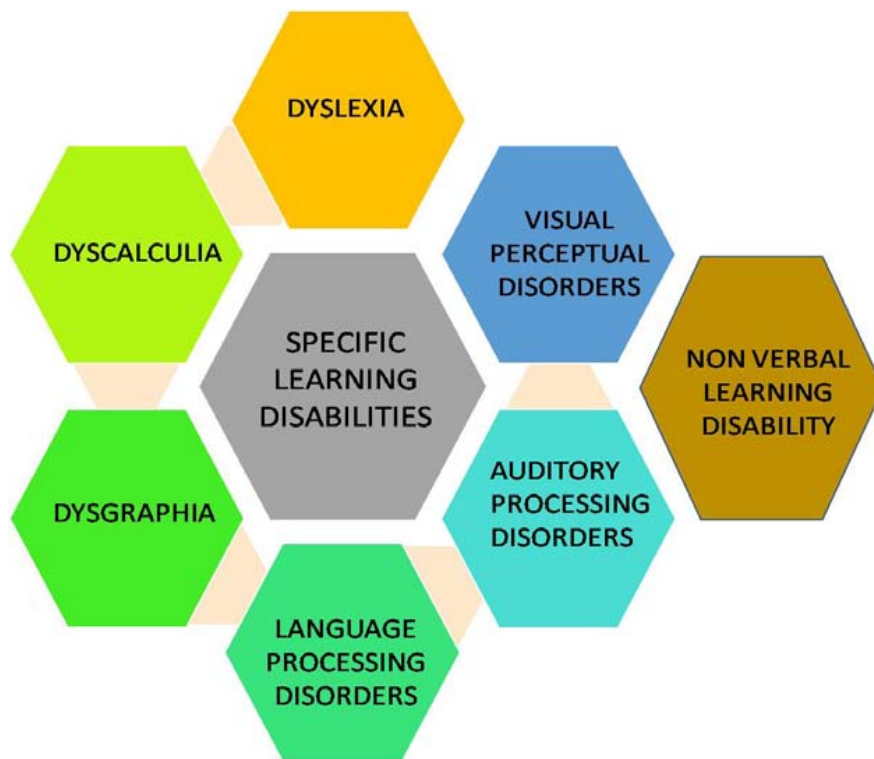 DYSLEXIA
VISUAL
PERCEPTUAL
DISORDERS
DYSCALCULIA
SPECIFIC
LEARNING
DISABILITIES
NON VERBAL
LEARNING
DISABILITY
AUDITORY
PROCESSING
DISORDERS
DYSGRAPHIA
LANGUAGE
PROCESSING
DISORDERS